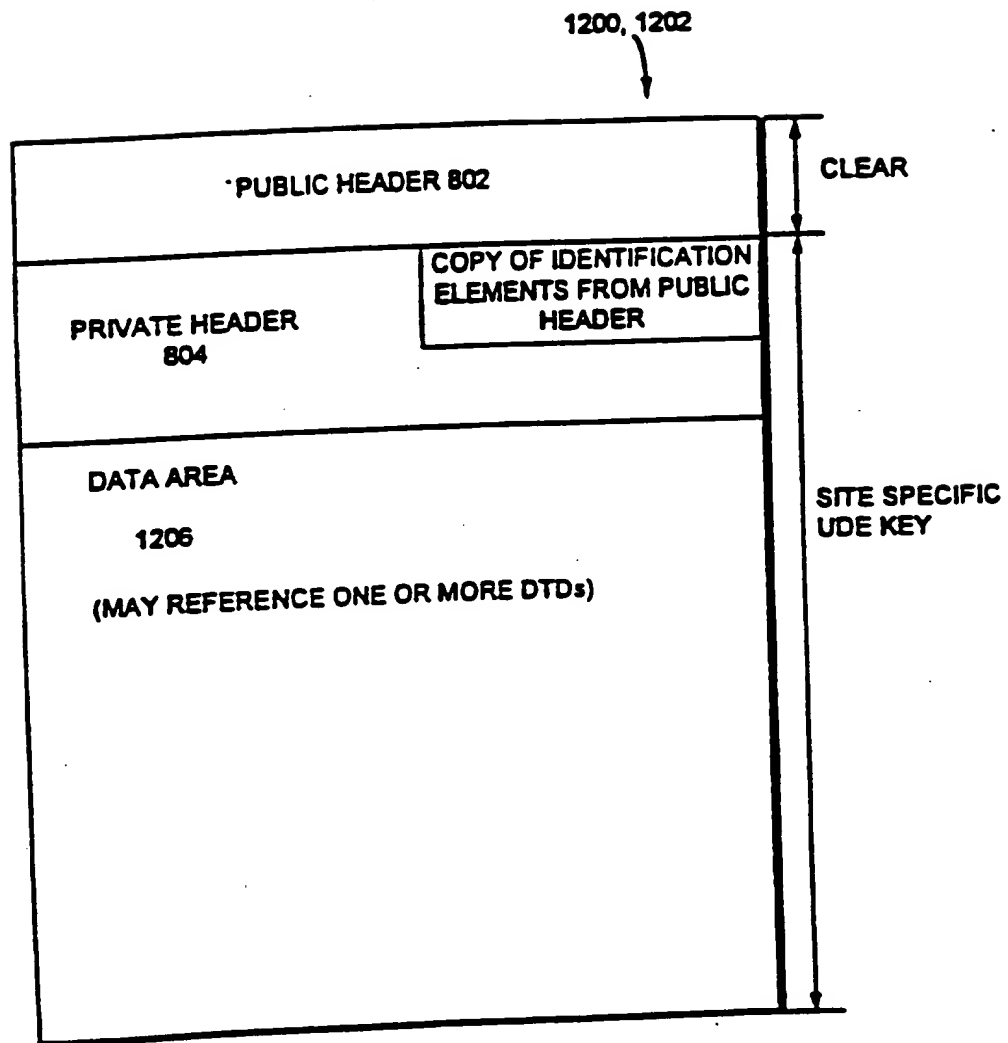 1200, 1202
PUBLIC HEADER 802
CLEAR
COPY OF IDENTIFICATION
ELEMENTS FROM PUBLIC
HEADER
PRIVATE HEADER
804
DATA AREA
1206
(MAY REFERENCE ONE OR MORE DTDs)
SITE SPECIFIC
UDE KEY